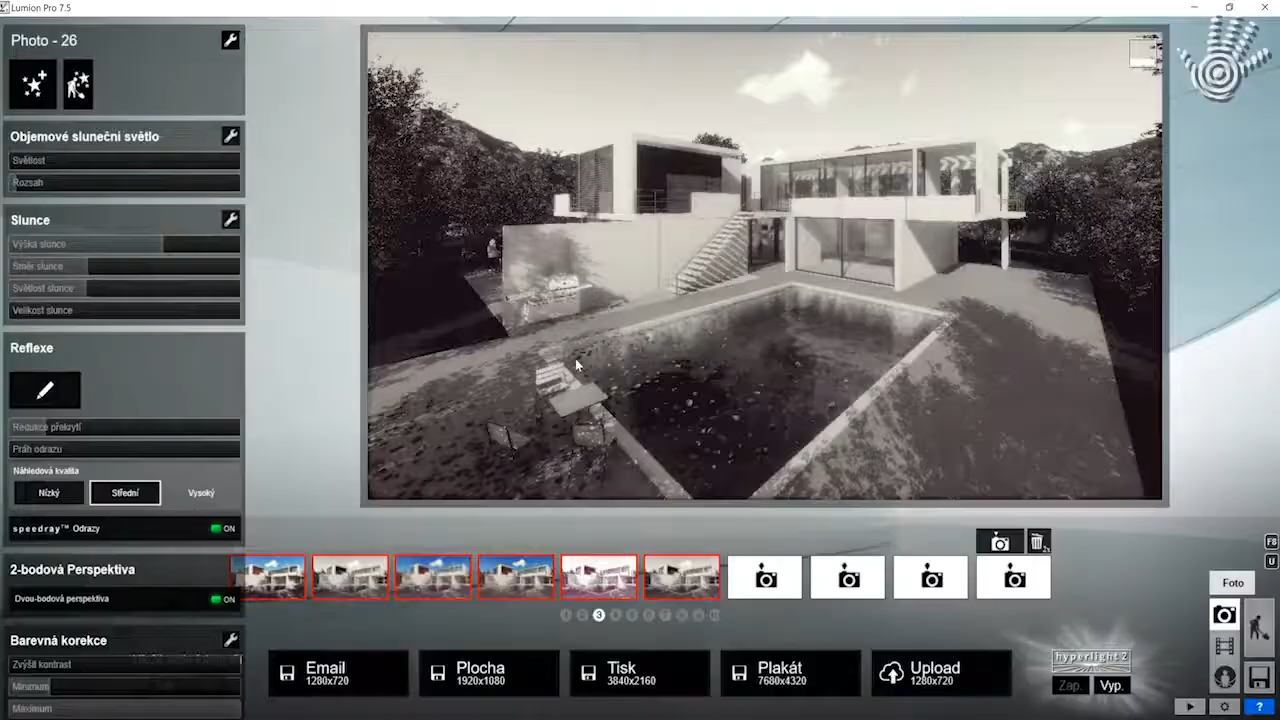 Lumion Pro 7.5
Photo - 26
Objemové sluneční světlo
Světlost
Rozsah
Slunce
Výška slunce
Směr slunce
Světlost slunce
Velikost slunce
Reflexe
Redukce překrytí
Práh odrazu
Náhledová kvalita
Nízký
Střední
Vysoký
speedray™ Odrazy
ON
2-bodová Perspektiva
Dvou-bodová perspektiva
ON
Barevná korekce
Zvýšit kontrast
Minimum
Maximum
3
Email
1280x720
Plocha
1920x1080
Tisk
3840x2160
Plakát
7680x4320
Upload
1280x720
hyperlight 2
Zap.
Vyp.
F8
U
Foto
?